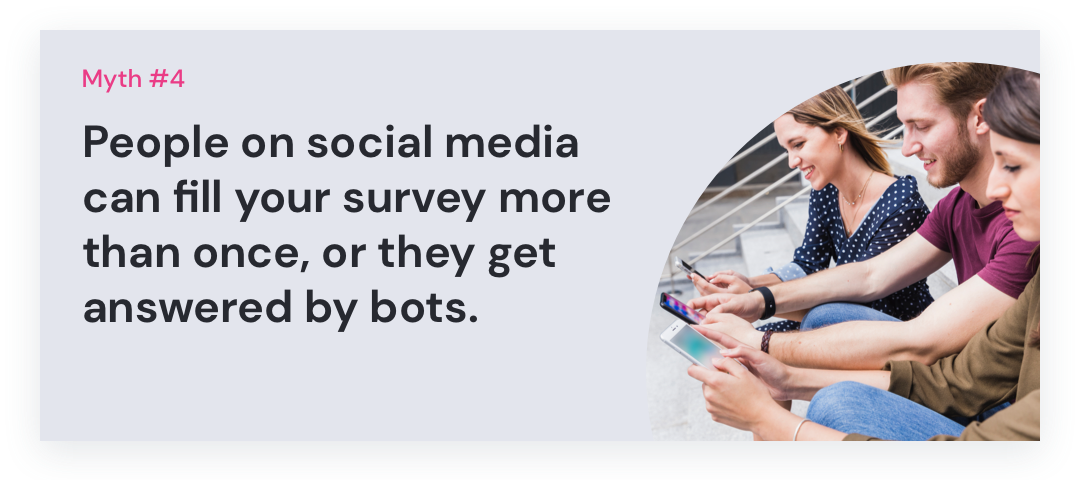 Myth #4
People on social media
can fill your survey more
than once, or they get
answered by bots.